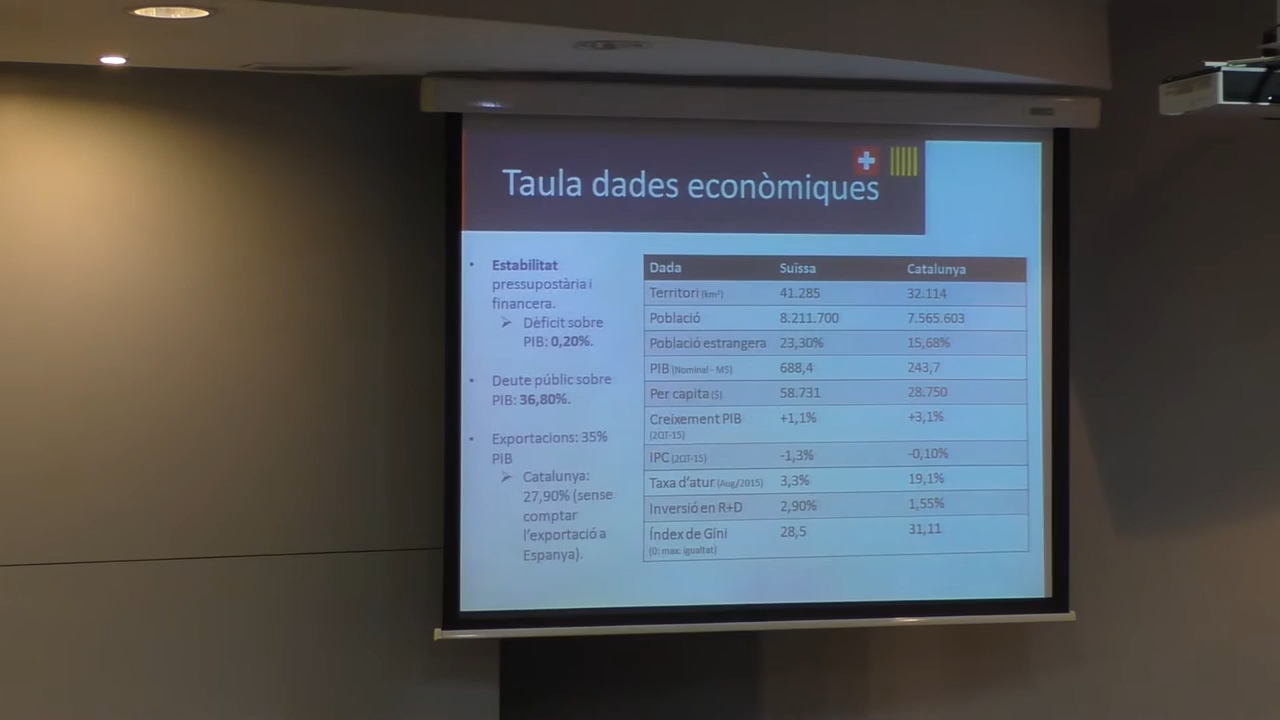 Taula dades econòmiques
• Estabilitat
pressupostària i
financera.
➢ Dèficit sobre
PIB: 0,20%.
• Deute públic sobre
PIB: 36,80%.
• Exportacions: 35%
PIB
➢ Catalunya:
27,90% (sense
comptar
l'exportació a
Espanya).
Dada Suïssa Catalunya
Territori (km²) 41.285 32.114
Població 8.211.700 7.565.603
Població estrangera 23,30% 15,68%
PIB (Nominal - M$) 688,4 243,7
Per capita ($) 58.731 28.750
Creixement PIB +1,1% +3,1%
(2QT-15)
IPC (2QT-15) -1,3% -0,10%
Taxa d'atur (Aug/2015) 3,3% 19,1%
Inversió en R+D 2,90% 1,55%
Índex de Gini 28,5 31,11
(0: max. igualtat)